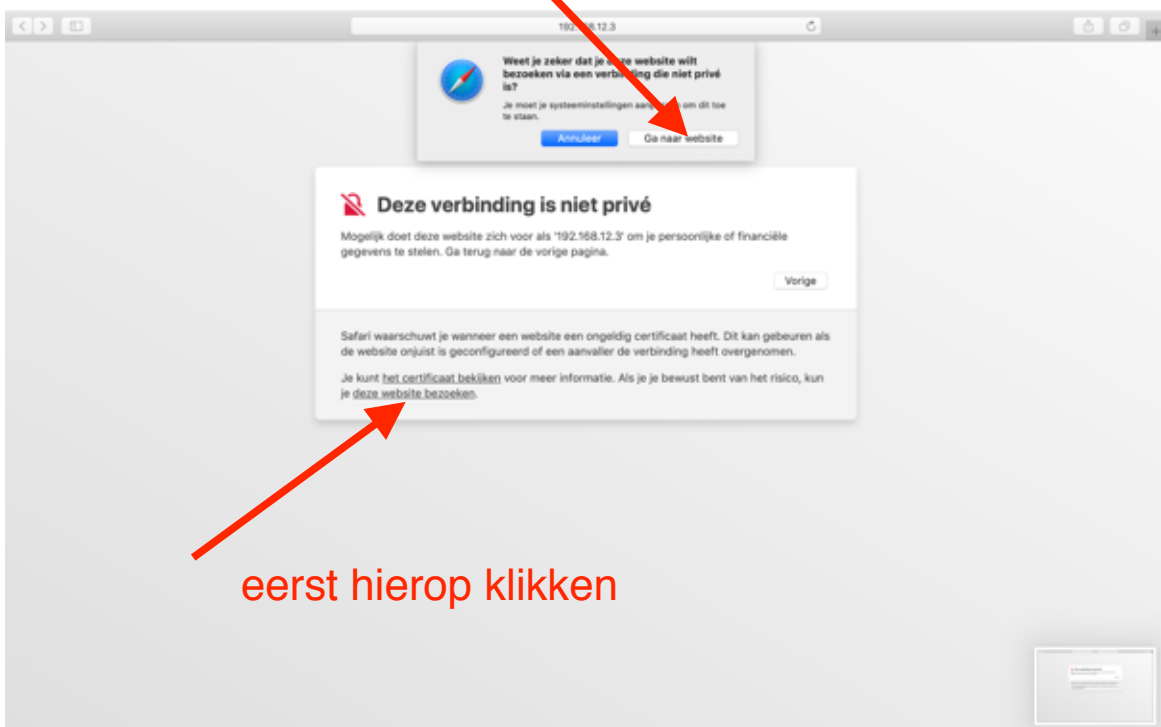 192.168.12.3
Weet je zeker dat je deze website wilt
bezoeken via een verbinding die niet privé
is?
Je moet je systeeminstellingen om dit toe
te staan.
Annuleer
Ga naar website
Deze verbinding is niet privé
Mogelijk doet deze website zich voor als '192.168.12.3' om je persoonlijke of financiële
gegevens te stelen. Ga terug naar de vorige pagina.
Vorige
Safari waarschuwt je wanneer een website een ongeldig certificaat heeft. Dit kan gebeuren als
de website onjuist is geconfigureerd of een aanvaller de verbinding heeft overgenomen.
Je kunt het certificaat bekijken voor meer informatie. Als je je bewust bent van het risico, kun
je deze website bezoeken.
eerst hierop klikken